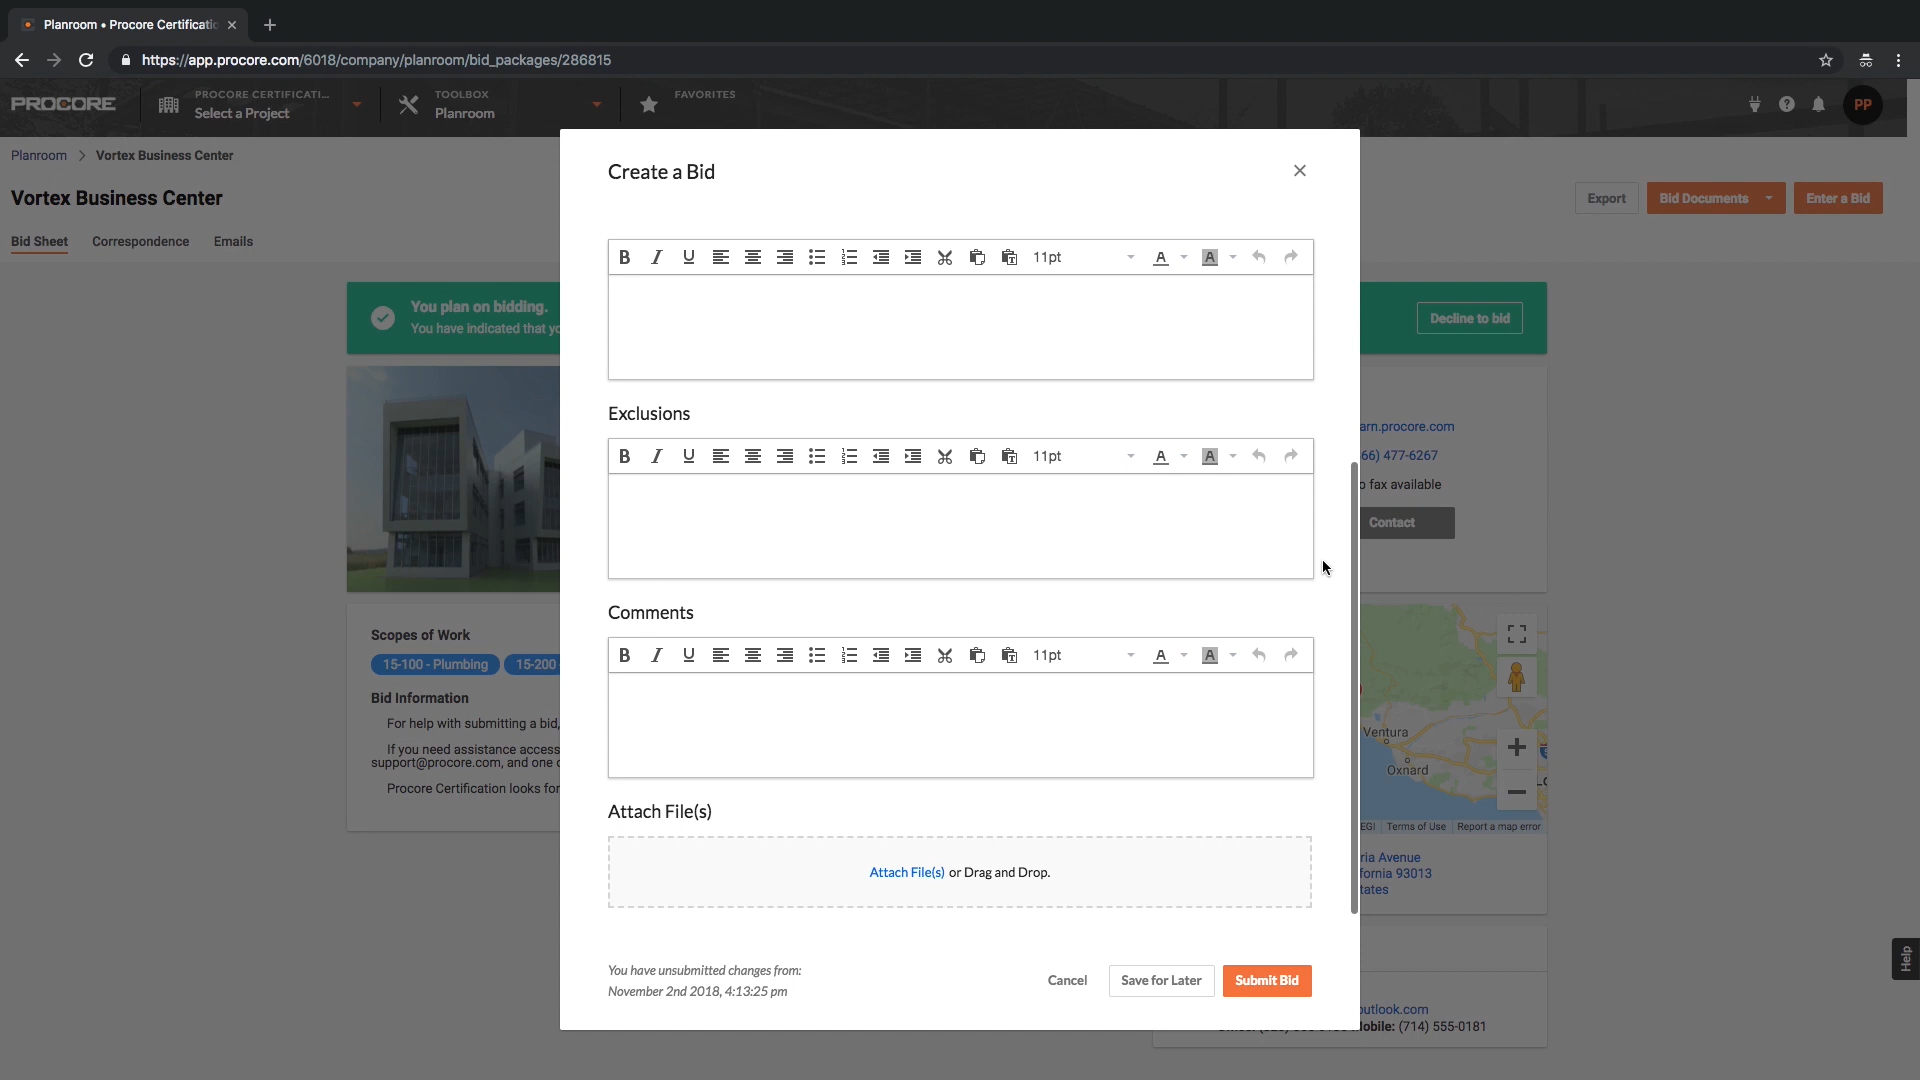 Planroom • Procore Certificatio
https://app.procore.com/6018/company/planroom/bid_packages/286815
PROCORE
PROCORE CERTIFICATI...
Select a Project
TOOLBOX
Planroom
FAVORITES
PP
Planroom > Vortex Business Center
Vortex Business Center
Export
Bid Documents
Enter a Bid
Bid Sheet
Correspondence
Emails
You plan on bidding.
You have indicated that yo
Decline to bid
Create a Bid
11pt
Exclusions
11pt
Comments
11pt
Attach File(s)
Attach File(s) or Drag and Drop.
You have unsubmitted changes from:
November 2nd 2018, 4:13:25 pm
Cancel
Save for Later
Submit Bid
Scopes of Work
15-100 - Plumbing
15-200
Bid Information
For help with submitting a bid,
If you need assistance access
support@procore.com, and one
Procore Certification looks for
arn.procore.com
66) 477-6267
o fax available
Contact
Ventura
Oxnard
EGI
Terms of Use
Report a map error
ria Avenue
fornia 93013
tates
outlook.com
Mobile: (714) 555-0181
Help